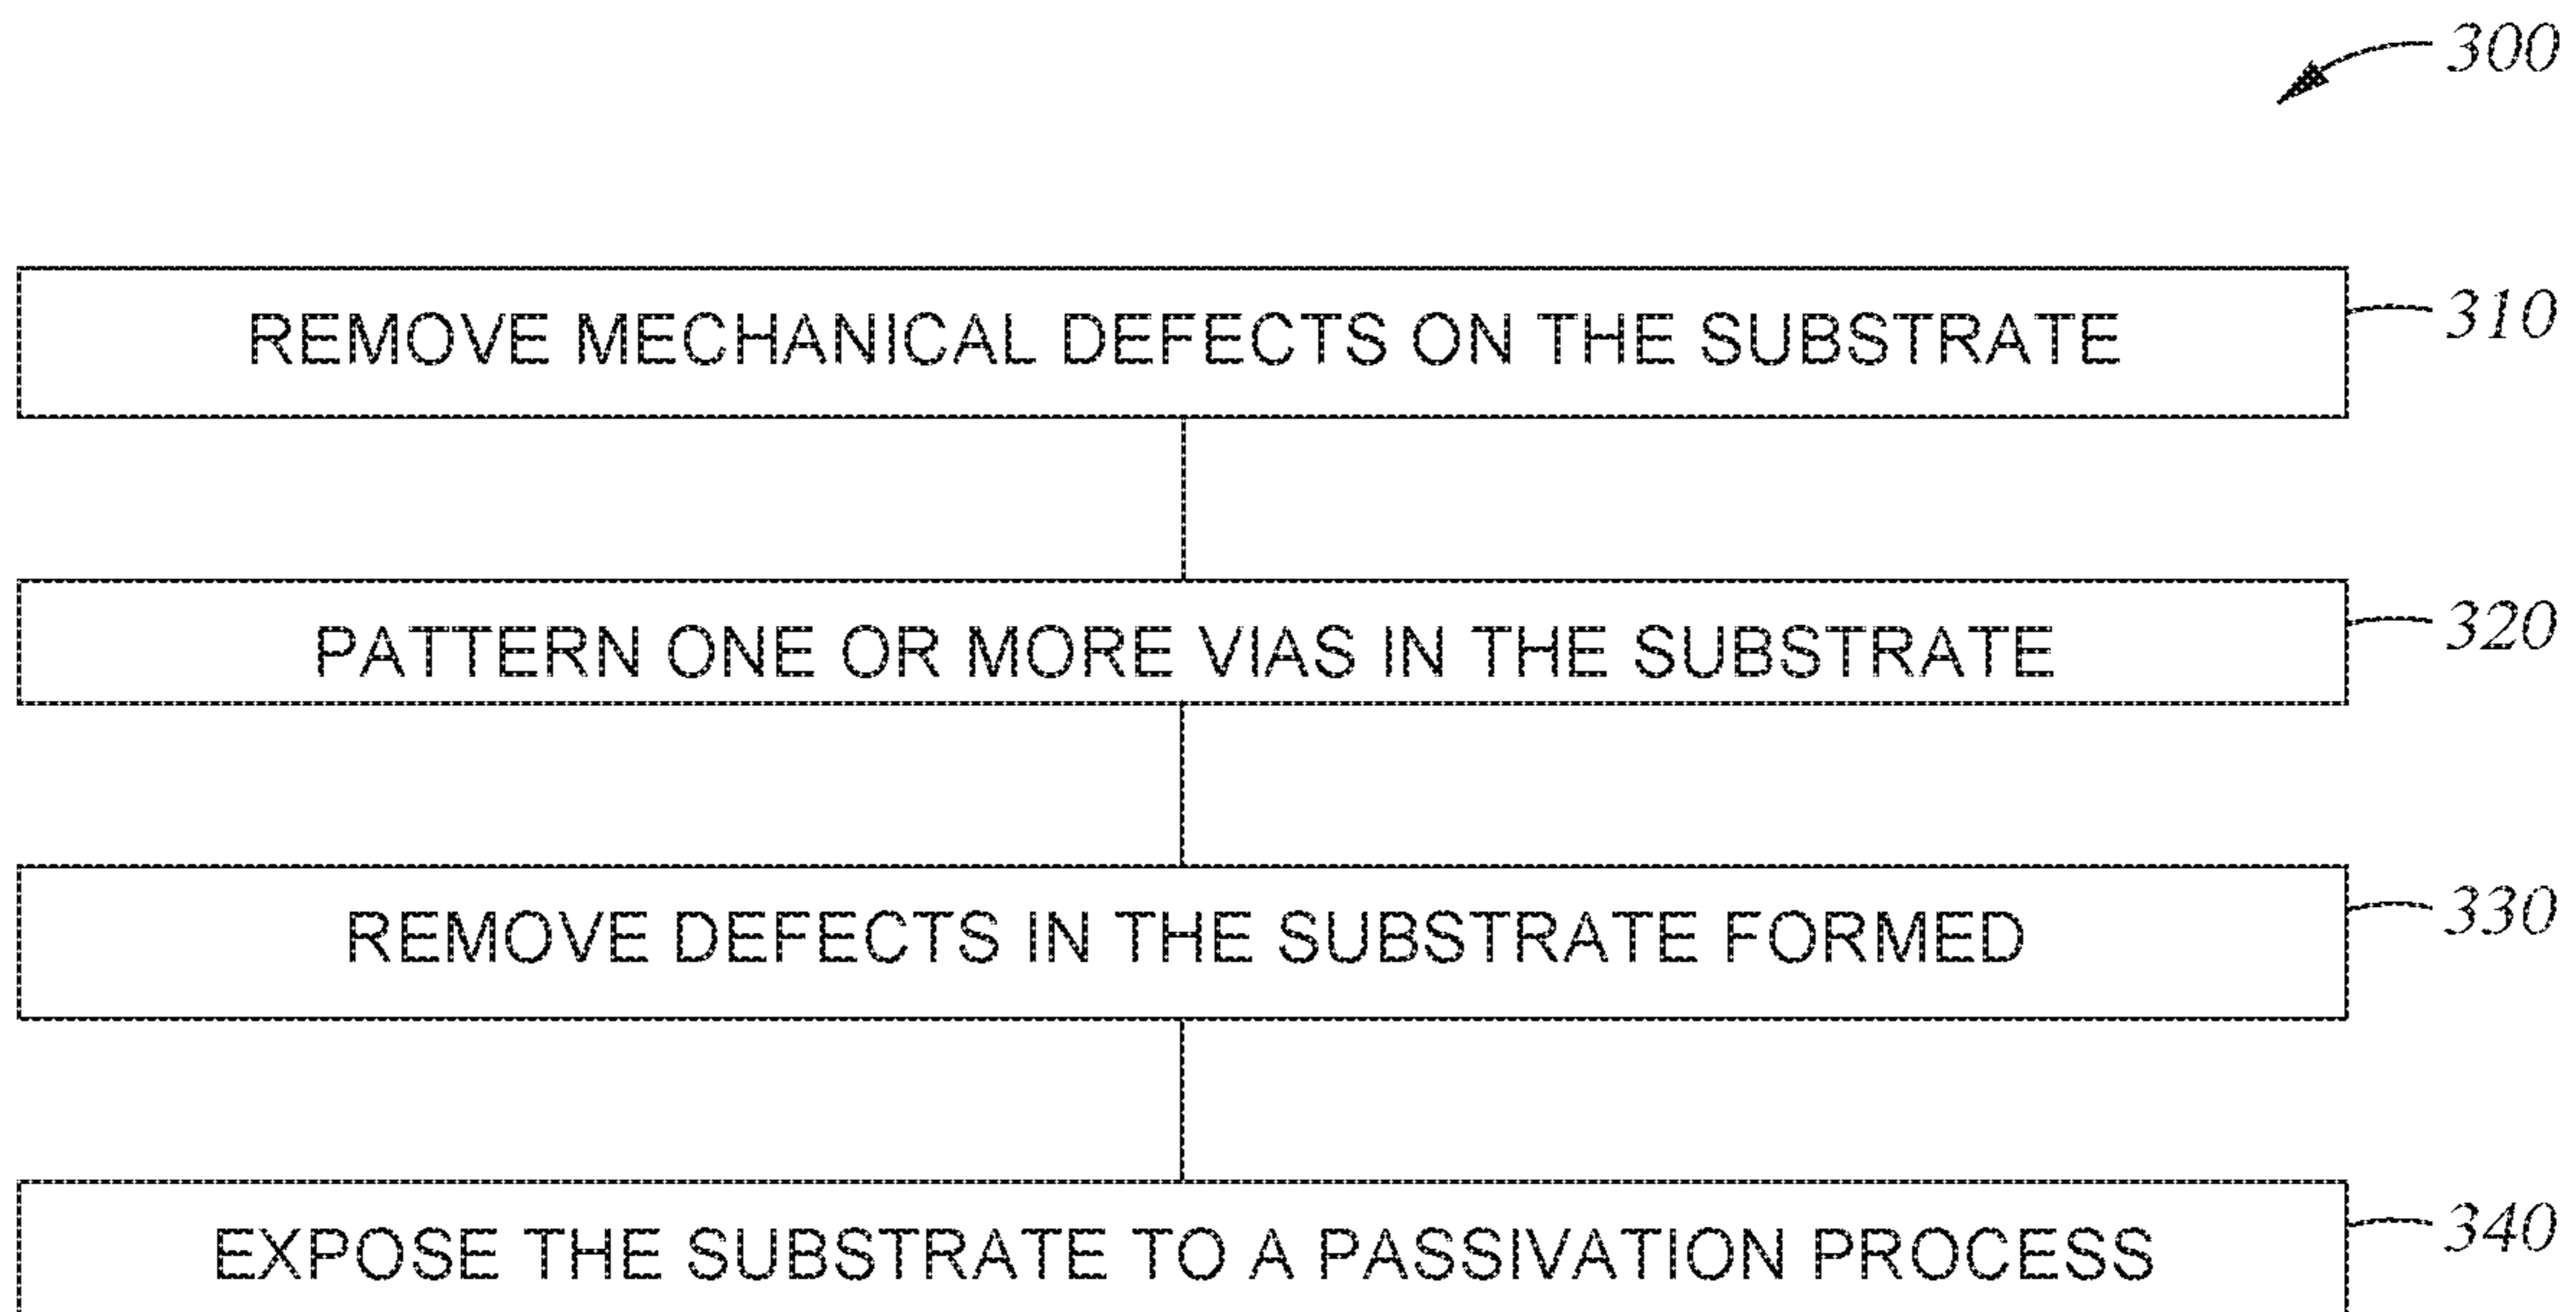 300
REMOVE MECHANICAL DEFECTS ON THE SUBSTRATE
310
PATTERN ONE OR MORE VIAS IN THE SUBSTRATE
320
REMOVE DEFECTS IN THE SUBSTRATE FORMED
330
EXPOSE THE SUBSTRATE TO A PASSIVATION PROCESS
340